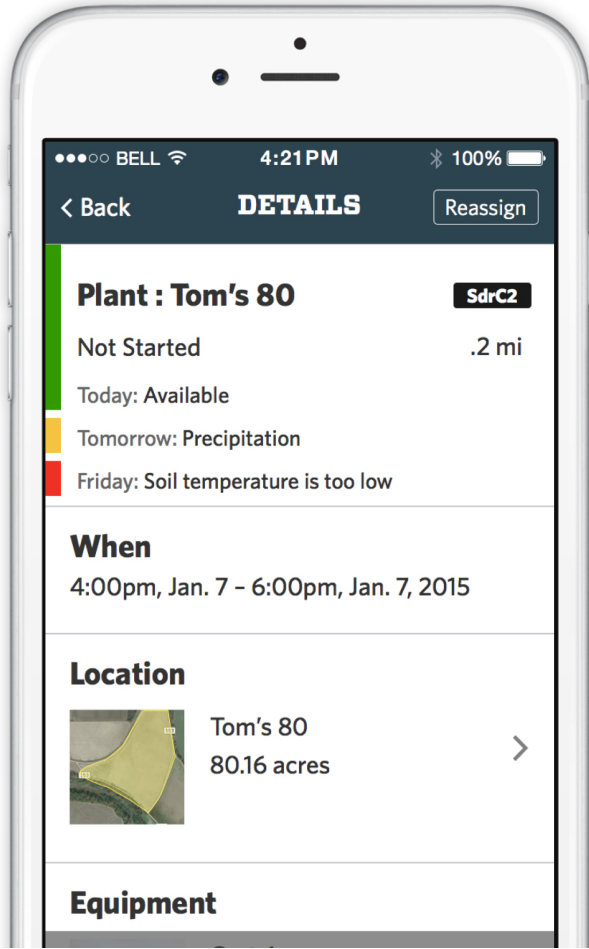 BELL 4:21PM 100%
Back DETAILS Reassign
Plant : Tom's 80 SdrC2
Not Started .2 mi
Today: Available
Tomorrow: Precipitation
Friday: Soil temperature is too low
When
4:00pm, Jan. 7 – 6:00pm, Jan. 7, 2015
Location
Tom's 80
80.16 acres
Equipment